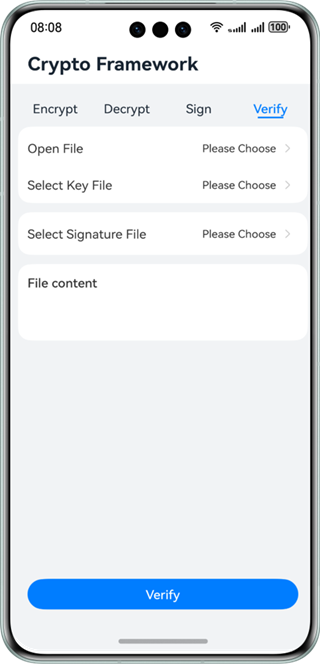 08:08 100
Crypto Framework
Encrypt Decrypt Sign Verify
Open File Please Choose
Select Key File Please Choose
Select Signature File Please Choose
File content
Verify